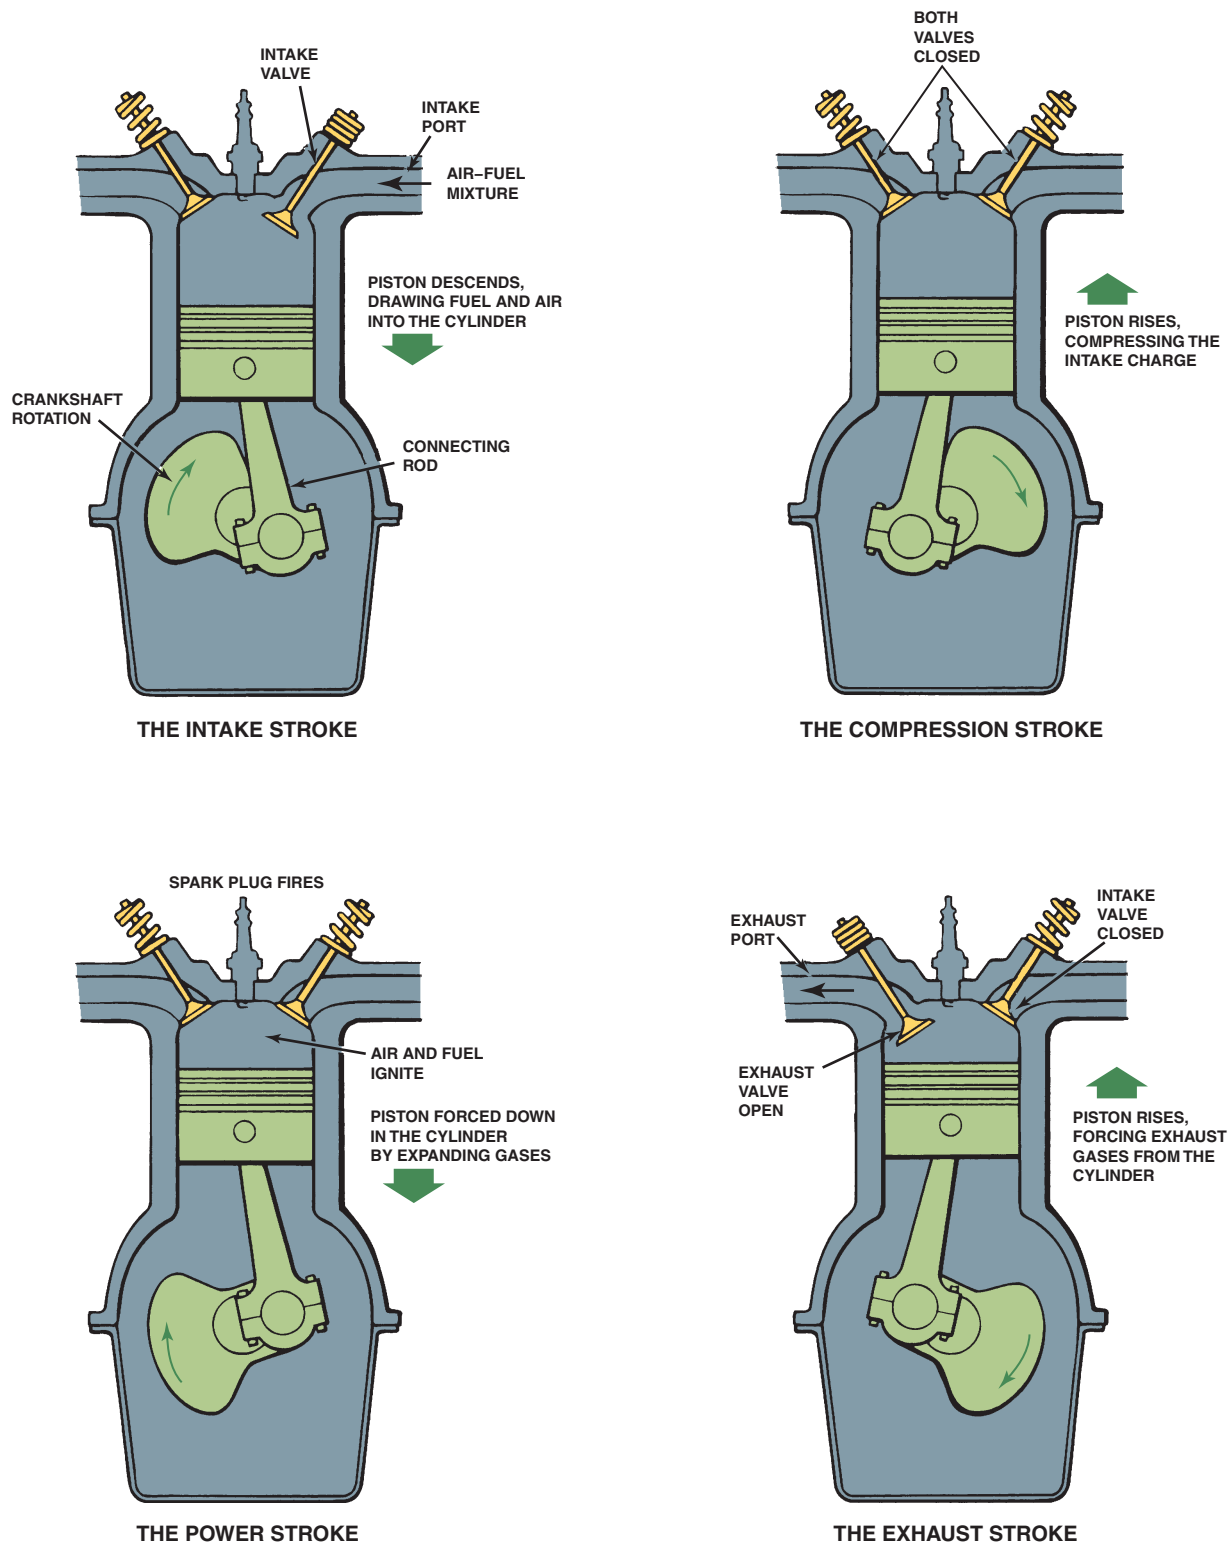 INTAKE
VALVE
INTAKE
PORT
AIR–FUEL
MIXTURE
PISTON DESCENDS,
DRAWING FUEL AND AIR
INTO THE CYLINDER
CRANKSHAFT
ROTATION
CONNECTING
ROD
THE INTAKE STROKE
BOTH
VALVES
CLOSED
PISTON RISES,
COMPRESSING THE
INTAKE CHARGE
THE COMPRESSION STROKE
SPARK PLUG FIRES
AIR AND FUEL
IGNITE
PISTON FORCED DOWN
IN THE CYLINDER
BY EXPANDING GASES
THE POWER STROKE
EXHAUST
PORT
INTAKE
VALVE
CLOSED
EXHAUST
VALVE
OPEN
PISTON RISES,
FORCING EXHAUST
GASES FROM THE
CYLINDER
THE EXHAUST STROKE